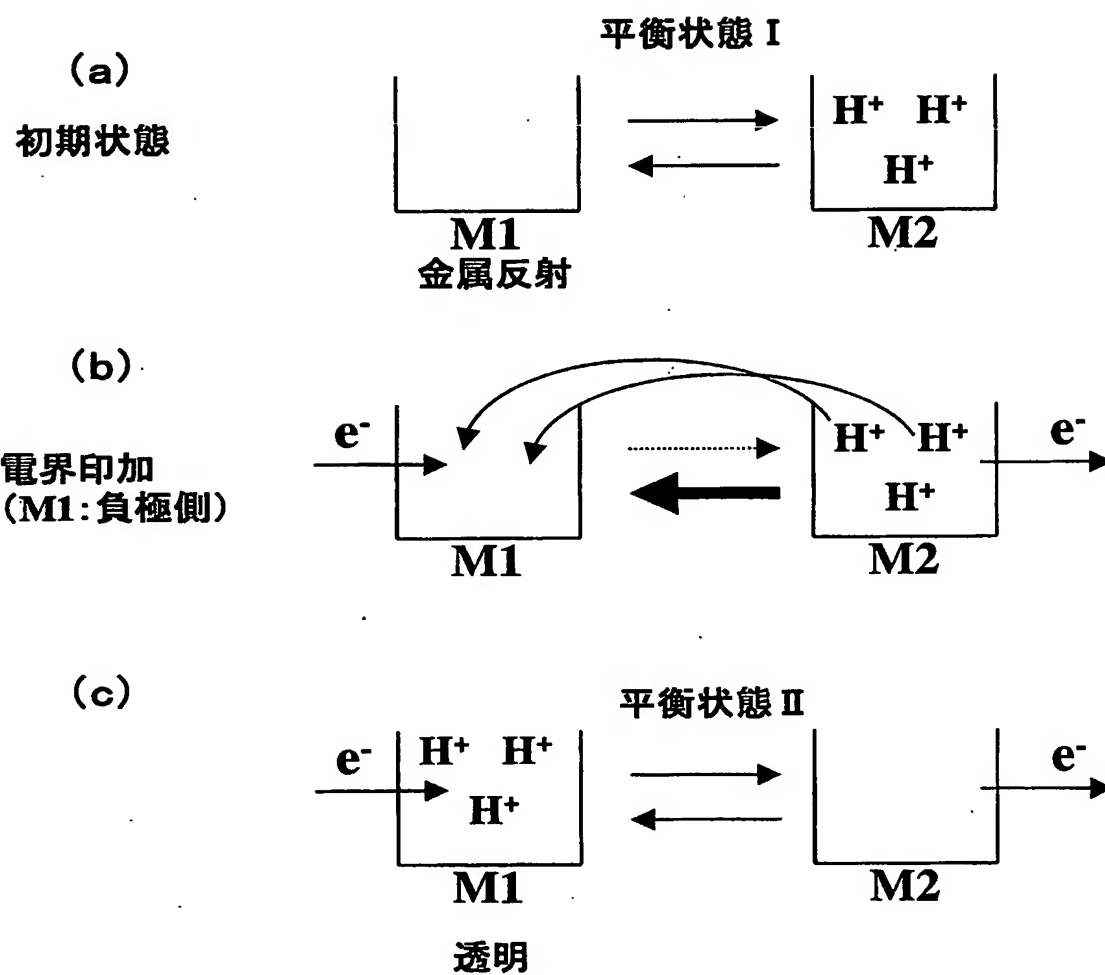 平衡状態 I
(a)
初期状態
H⁺ H⁺
H⁺
M1
M2
金属反射
(b)
e⁻
H⁺ H⁺
e⁻
電界印加
(M1:負極側)
H⁺
M1
M2
(c)
平衡状態 II
e⁻
H⁺ H⁺
e⁻
H⁺
M1
M2
透明